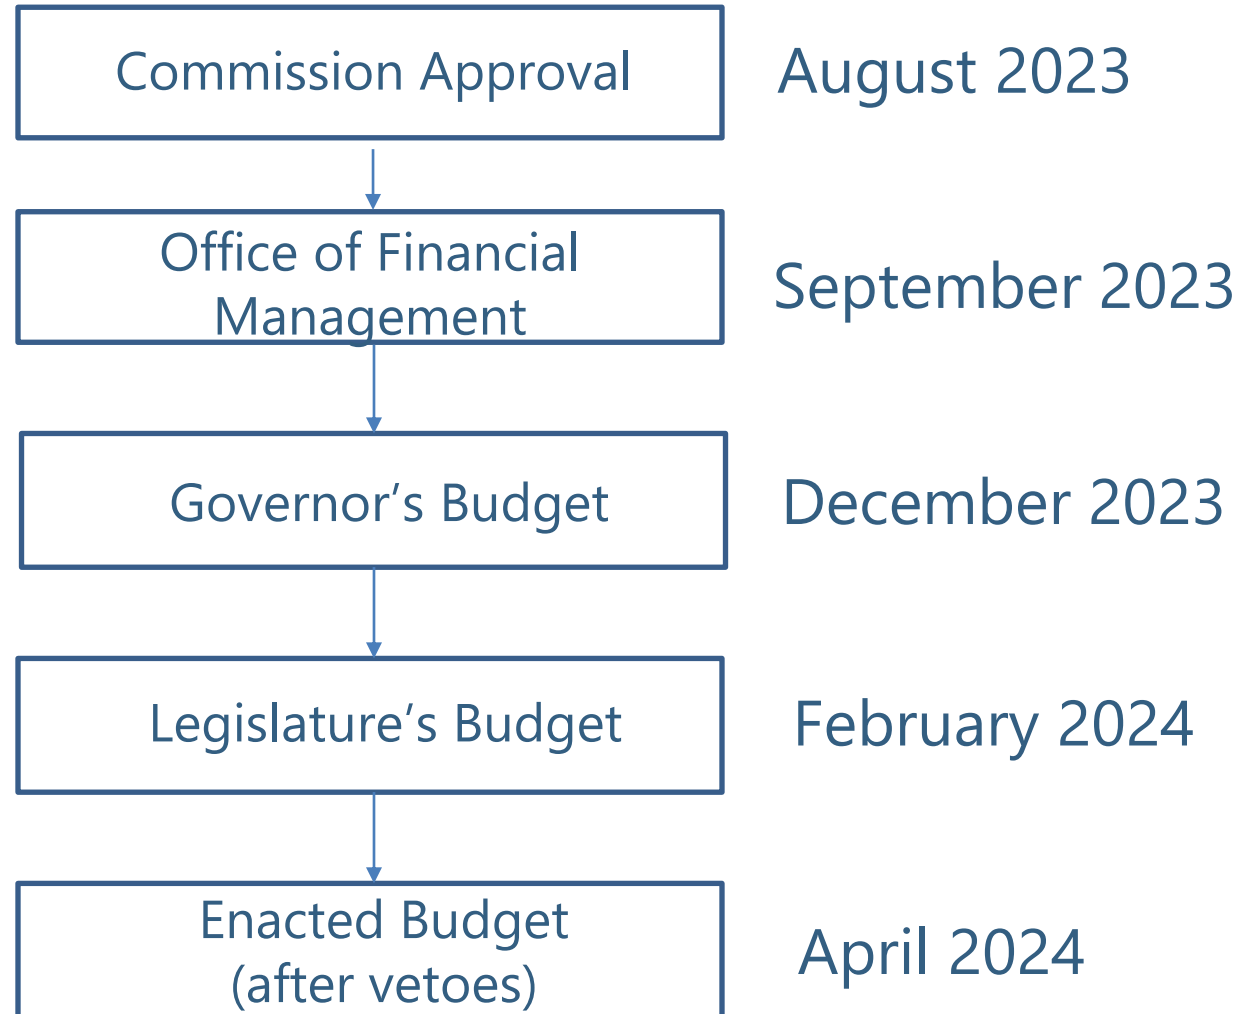 Commission Approval
August 2023
Office of Financial
Management
September 2023
Governor’s Budget
December 2023
Legislature’s Budget
February 2024
Enacted Budget
(after vetoes)
April 2024